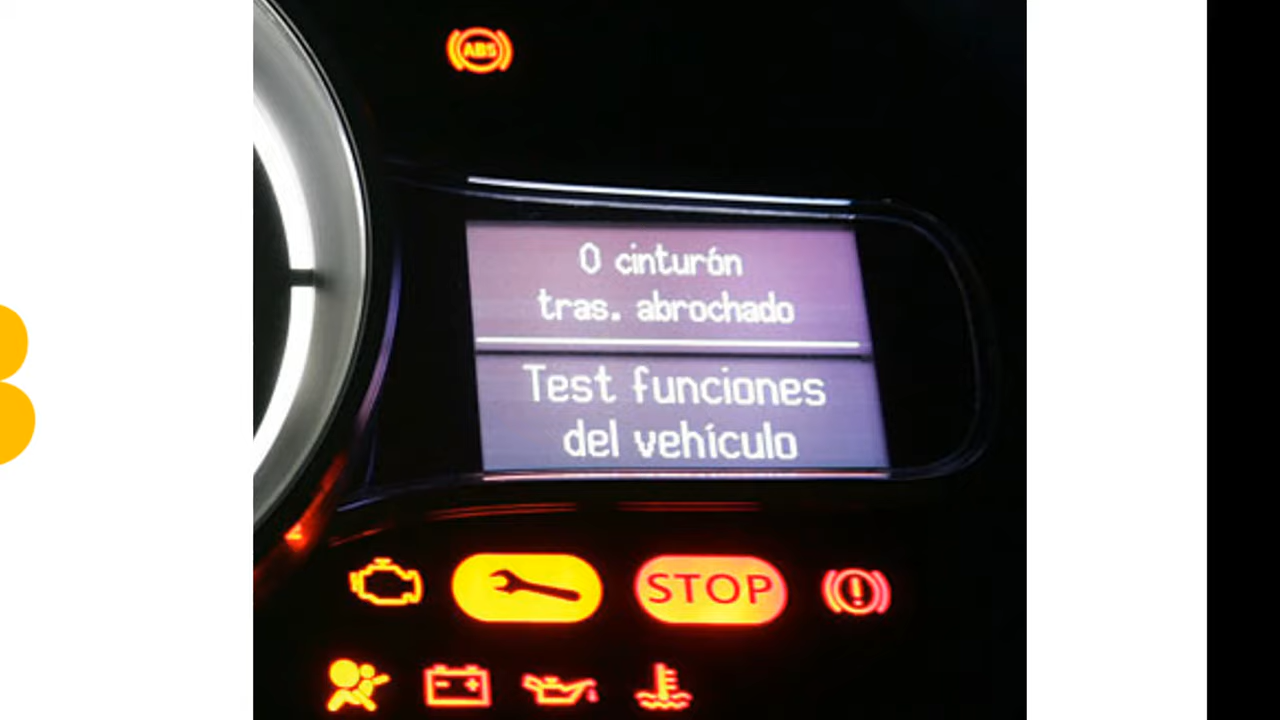 ABS
0 cinturón
tras. abrochado
Test funciones
del vehículo
STOP